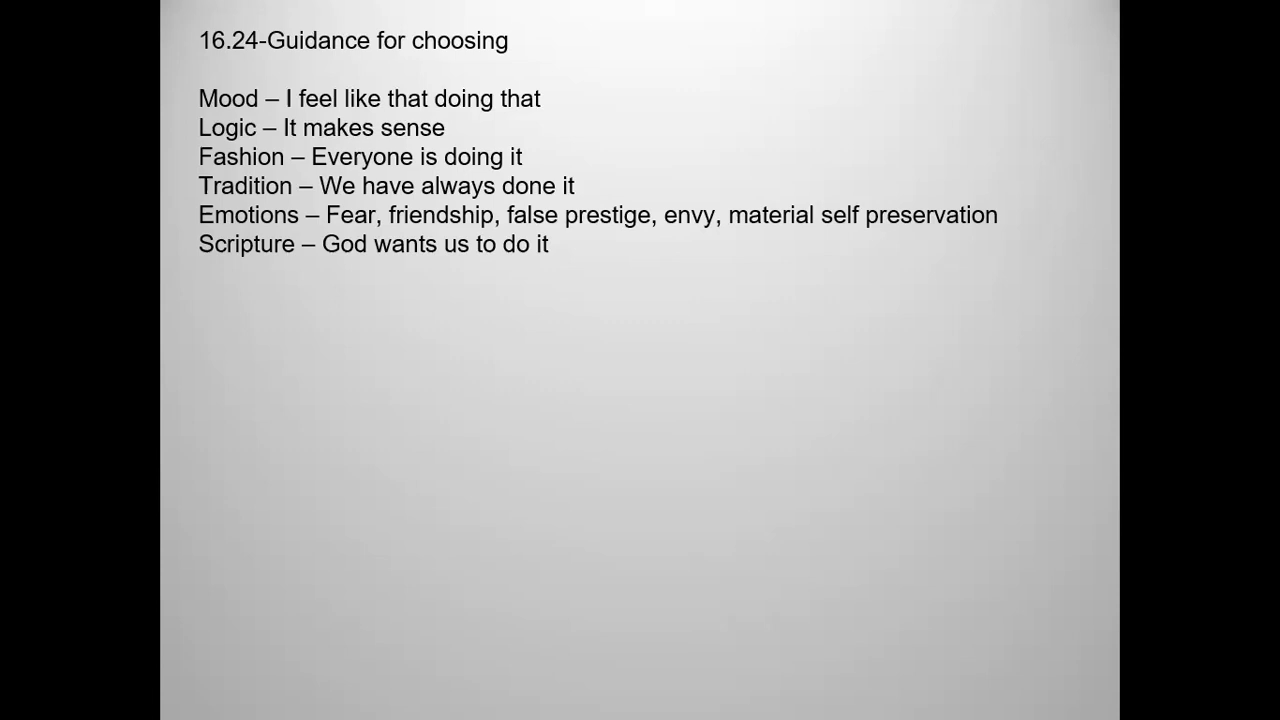 16.24-Guidance for choosing
Mood – I feel like that doing that
Logic – It makes sense
Fashion – Everyone is doing it
Tradition – We have always done it
Emotions – Fear, friendship, false prestige, envy, material self preservation
Scripture – God wants us to do it